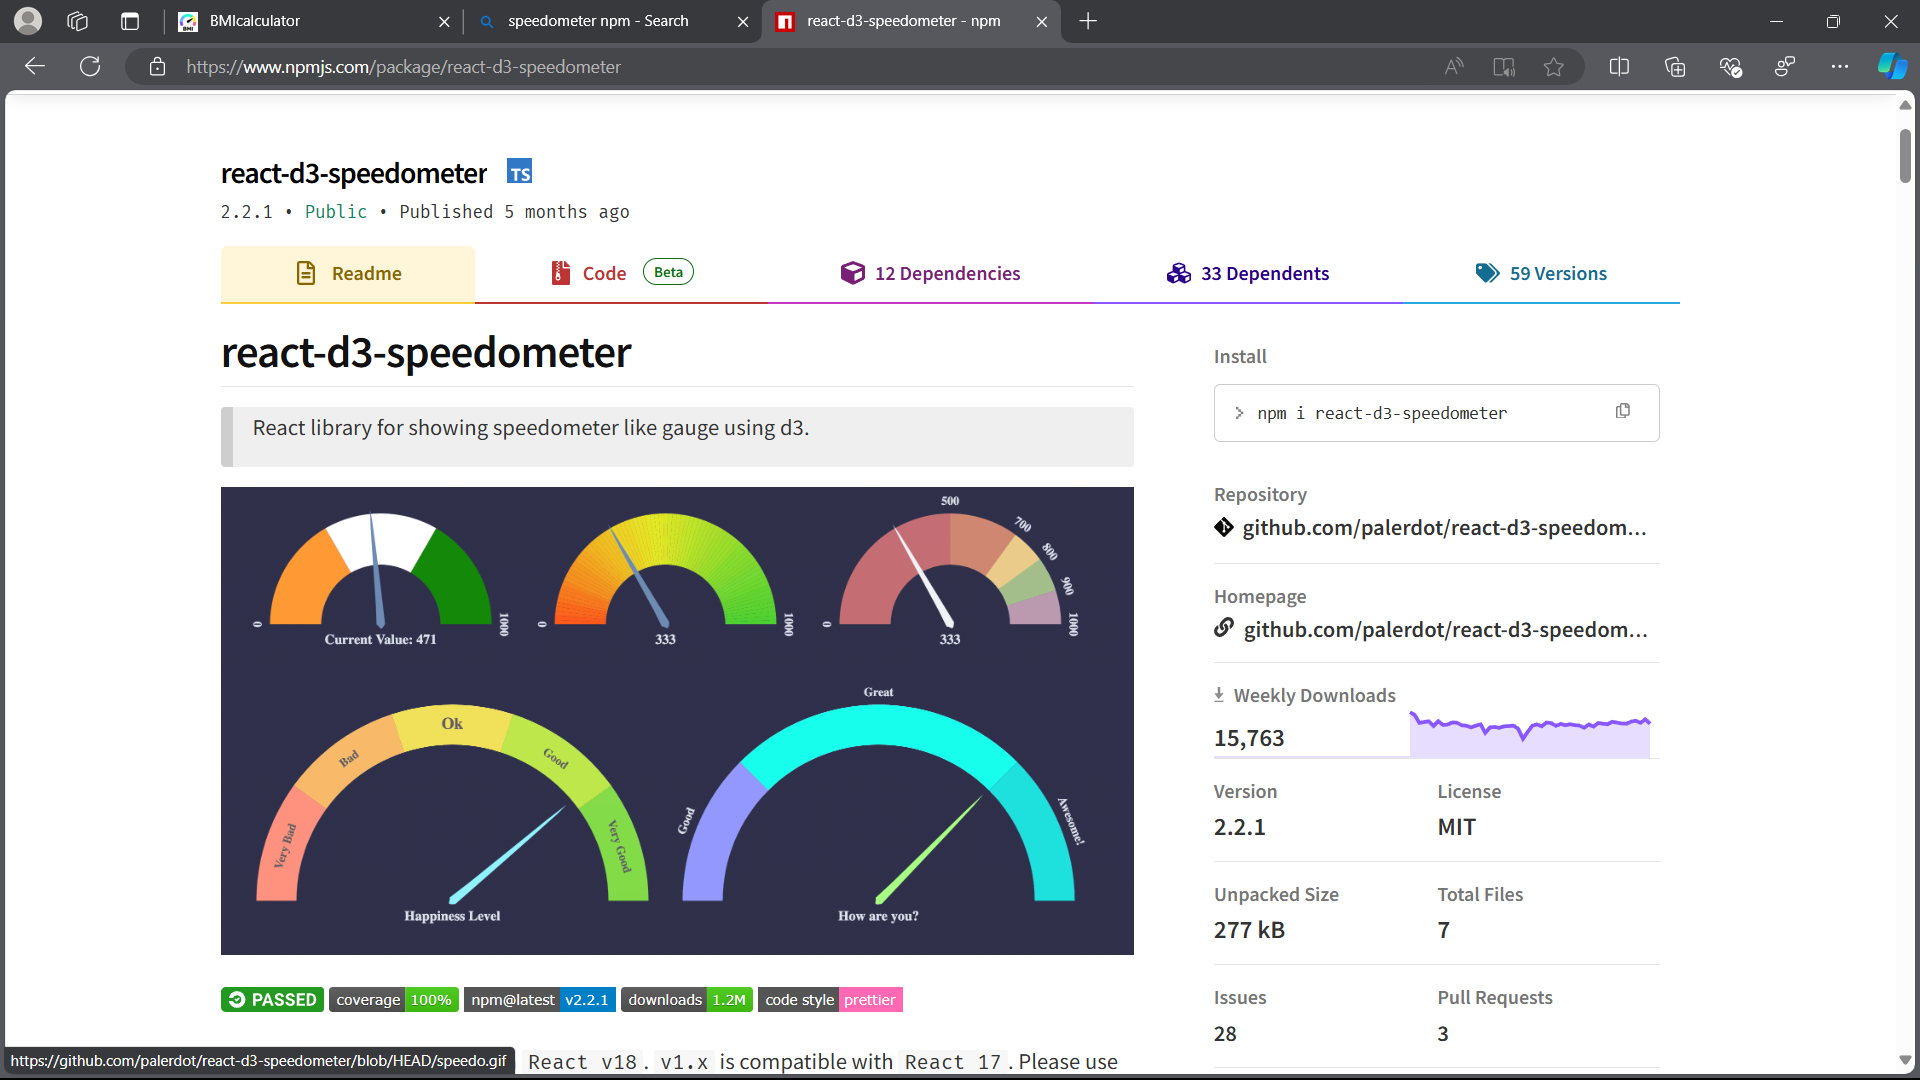 BMIcalculator
speedometer npm - Search
react-d3-speedometer - npm
https://www.npmjs.com/package/react-d3-speedometer
react-d3-speedometer TS
2.2.1 • Public • Published 5 months ago
Readme
Code Beta
12 Dependencies
33 Dependents
59 Versions
react-d3-speedometer
React library for showing speedometer like gauge using d3.
0
1000
Current Value: 471
0
1000
333
0
500
700
800
900
1000
333
Very Bad
Bad
Ok
Good
Very Good
Happiness Level
Good
Great
Awesome!
How are you?
PASSED coverage 100% npm@latest v2.2.1 downloads 1.2M code style prettier
React v18 . v1.x is compatible with React 17 . Please use
Install
npm i react-d3-speedometer
Repository
github.com/palerdot/react-d3-speedom...
Homepage
github.com/palerdot/react-d3-speedom...
Weekly Downloads
15,763
Version
2.2.1
License
MIT
Unpacked Size
277 kB
Total Files
7
Issues
28
Pull Requests
3
https://github.com/palerdot/react-d3-speedometer/blob/HEAD/speedo.gif